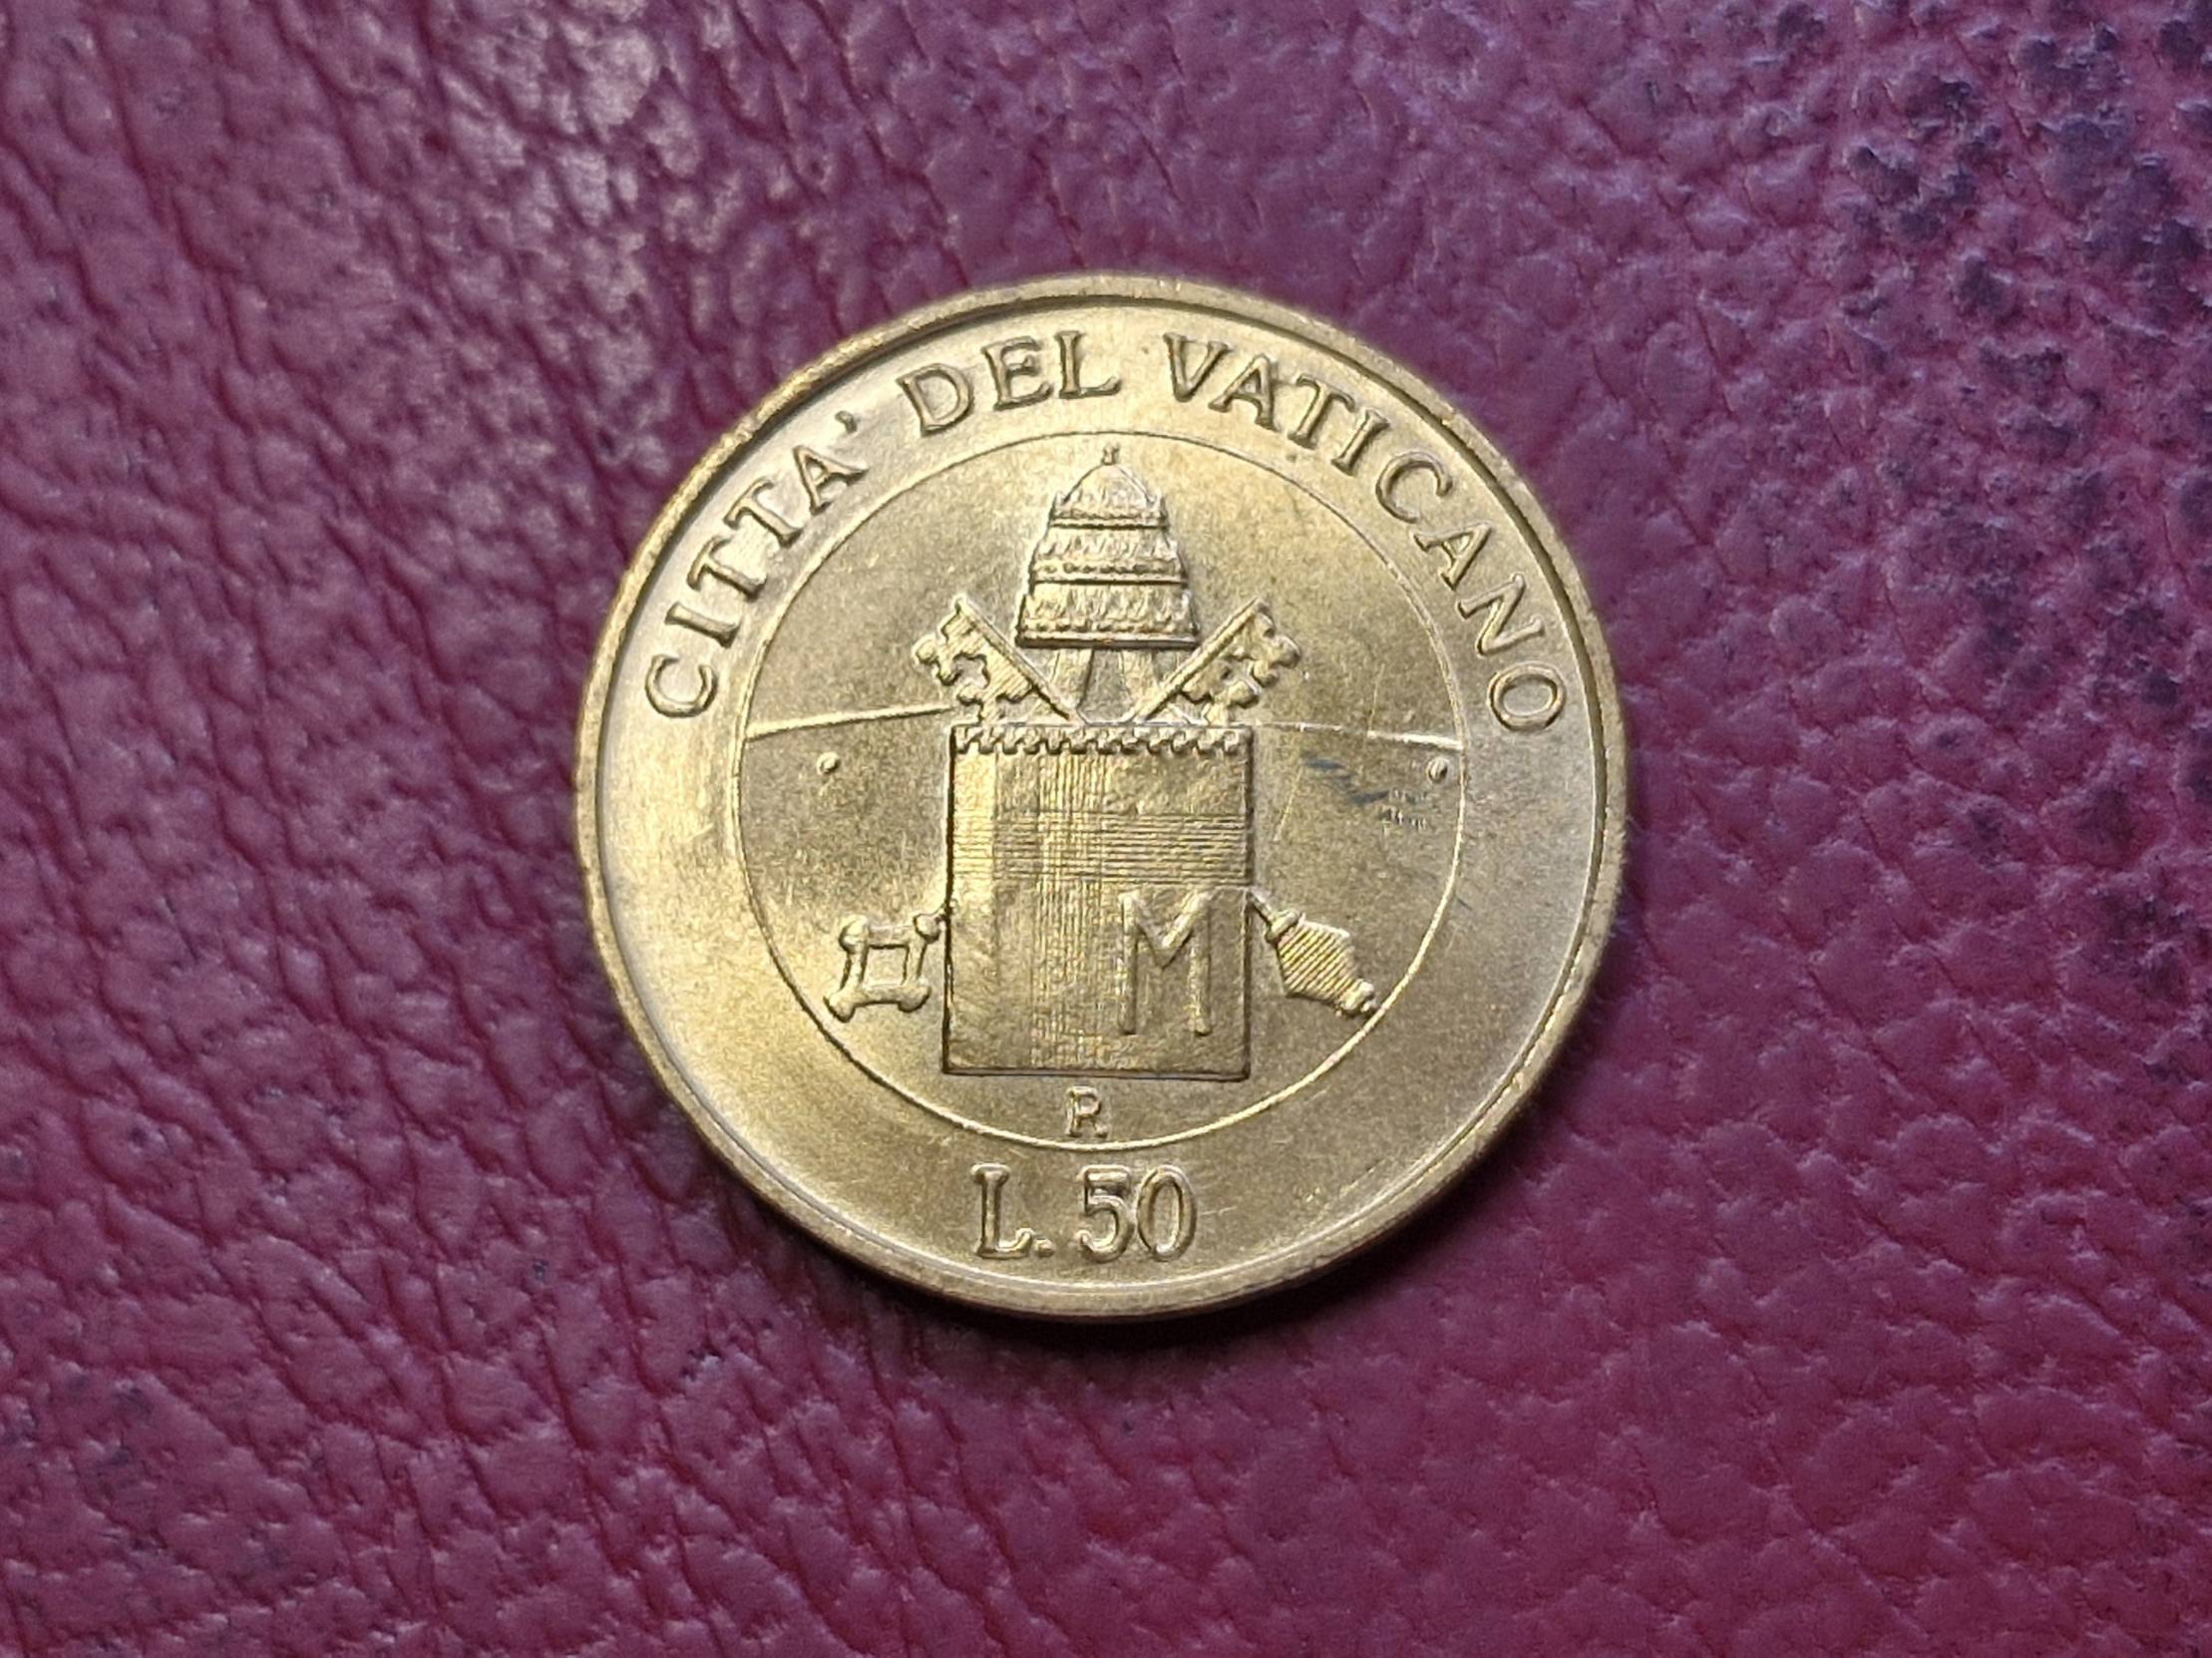 CITTA' DEL VATICANO
M
R
L. 50